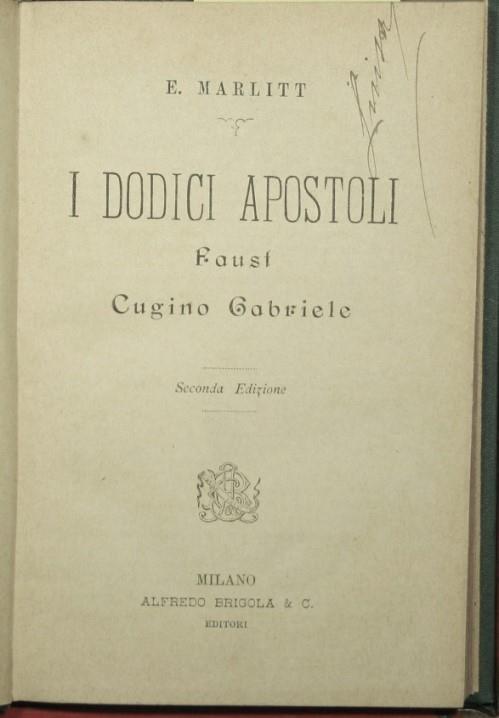 E. MARLITT
I DODICI APOSTOLI
Faust
Cugino Gabriele
Seconda Edizione
MILANO
ALFREDO BRIGOLA & C.
EDITORI